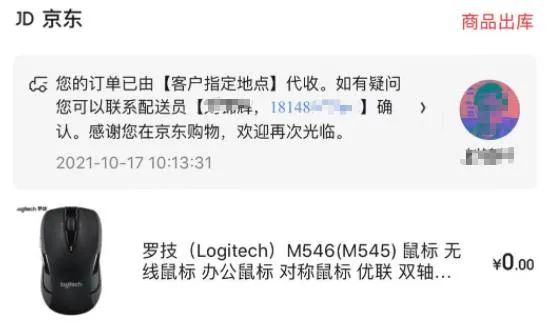 JD 京东
商品出库
您的订单已由【客户指定地点】代收。如有疑问
您可以联系配送员【辉，18148】确
认。感谢您在京东购物，欢迎再次光临。
2021-10-17 10:13:31
logitech 罗技
logitech
罗技（Logitech）M546(M545) 鼠标 无
线鼠标 办公鼠标 对称鼠标 优联 双轴...
¥0.00